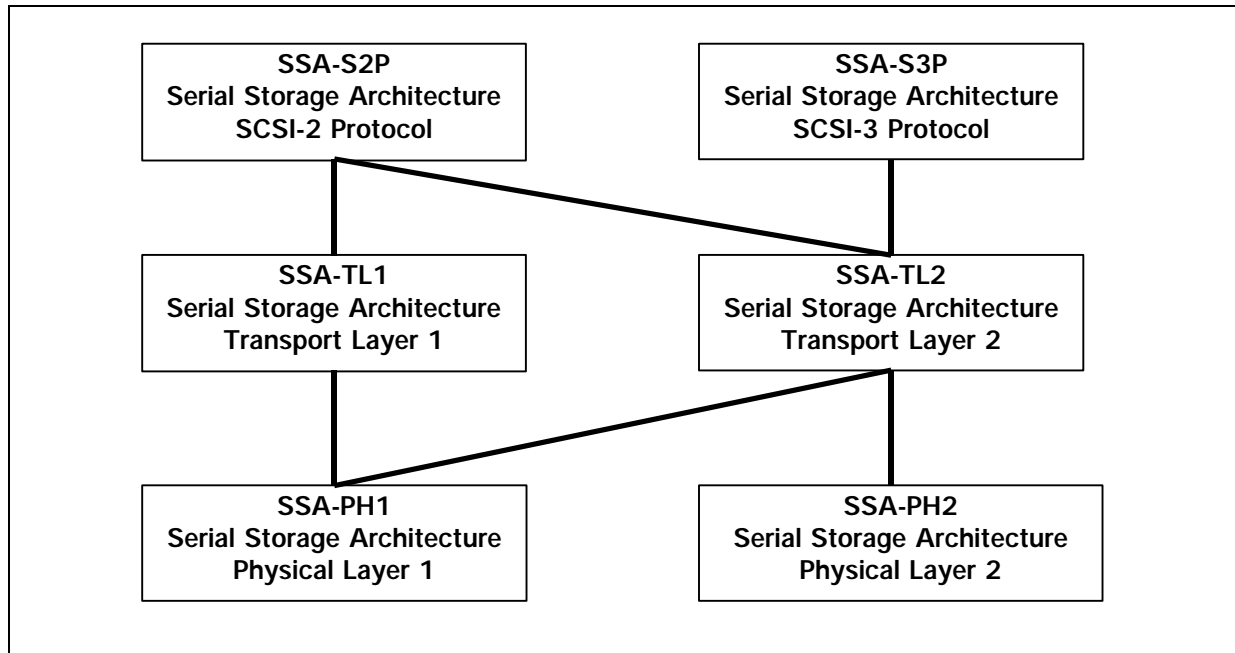 SSA-S2P
Serial Storage Architecture
SCSI-2 Protocol
SSA-S3P
Serial Storage Architecture
SCSI-3 Protocol
SSA-TL1
Serial Storage Architecture
Transport Layer 1
SSA-TL2
Serial Storage Architecture
Transport Layer 2
SSA-PH1
Serial Storage Architecture
Physical Layer 1
SSA-PH2
Serial Storage Architecture
Physical Layer 2